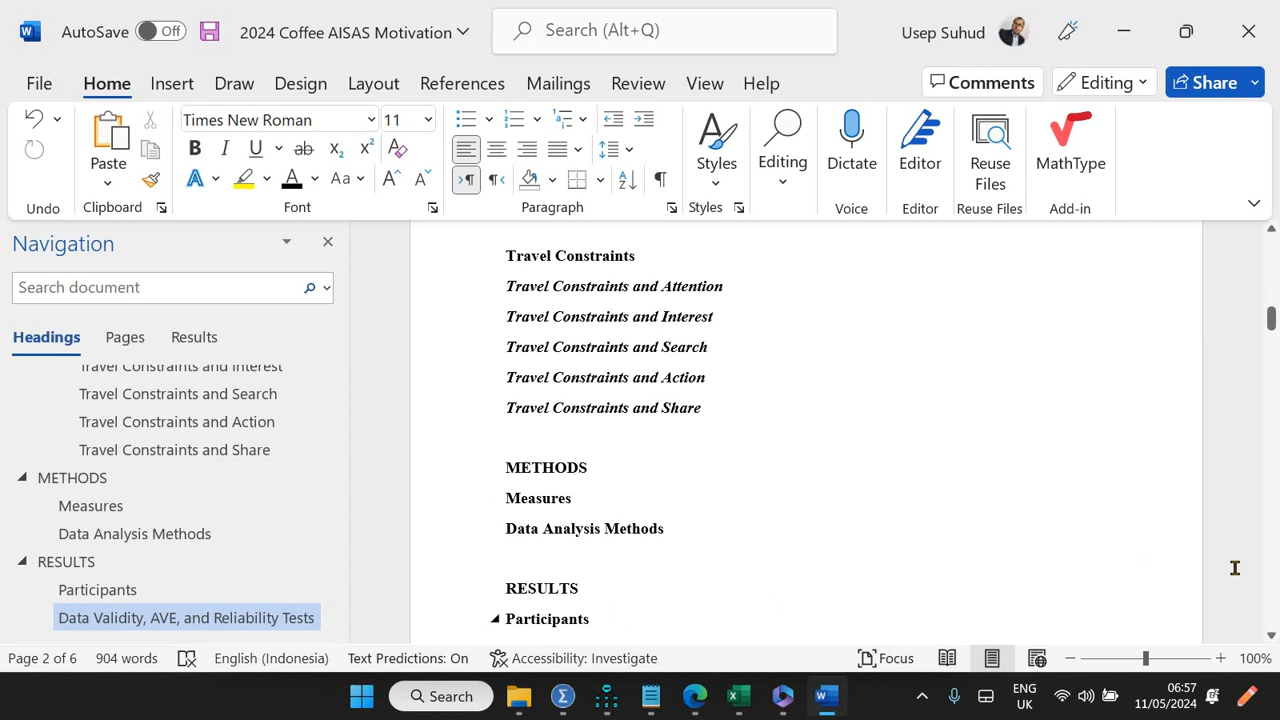 AutoSave Off 2024 Coffee AISAS Motivation Search (Alt+Q) Usep Suhud
File Home Insert Draw Design Layout References Mailings Review View Help Comments Editing Share
Times New Roman 11
Paste Styles Editing Dictate Editor Reuse Files MathType
Undo Clipboard Font Paragraph Styles Voice Editor Reuse Files Add-in
Navigation
Search document
Headings Pages Results
Travel Constraints and Interest
Travel Constraints and Search
Travel Constraints and Action
Travel Constraints and Share
METHODS
Measures
Data Analysis Methods
RESULTS
Participants
Data Validity, AVE, and Reliability Tests
Travel Constraints
Travel Constraints and Attention
Travel Constraints and Interest
Travel Constraints and Search
Travel Constraints and Action
Travel Constraints and Share
METHODS
Measures
Data Analysis Methods
RESULTS
Participants
Page 2 of 6 904 words English (Indonesia) Text Predictions: On Accessibility: Investigate Focus 100%
Search ENG UK 06:57 11/05/2024